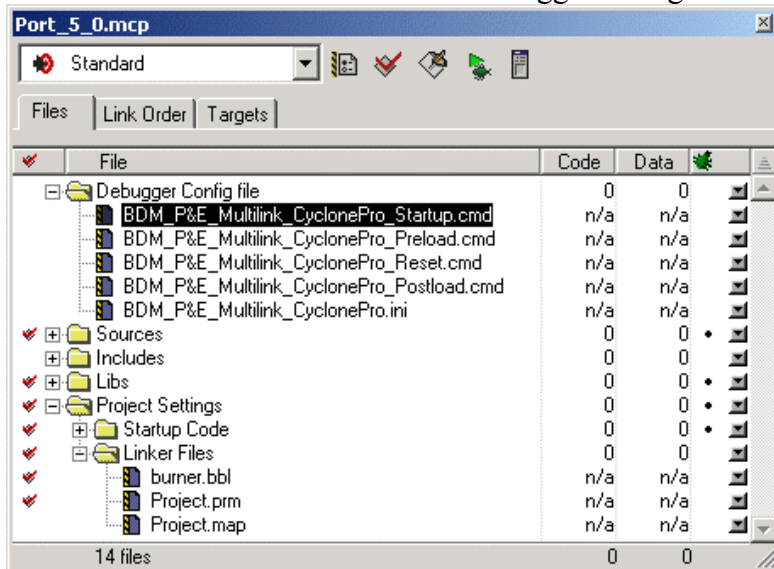 Port_5_0.mcp
Standard
Files Link Order Targets
File Code Data
Debugger Config file 0 0
BDM_P&E_Multilink_CyclonePro_Startup.cmd n/a n/a
BDM_P&E_Multilink_CyclonePro_Preload.cmd n/a n/a
BDM_P&E_Multilink_CyclonePro_Reset.cmd n/a n/a
BDM_P&E_Multilink_CyclonePro_Postload.cmd n/a n/a
BDM_P&E_Multilink_CyclonePro.ini n/a n/a
Sources 0 0
Includes 0 0
Libs 0 0
Project Settings 0 0
Startup Code 0 0
Linker Files 0 0
burner.bbl n/a n/a
Project.prm n/a n/a
Project.map n/a n/a
14 files 0 0